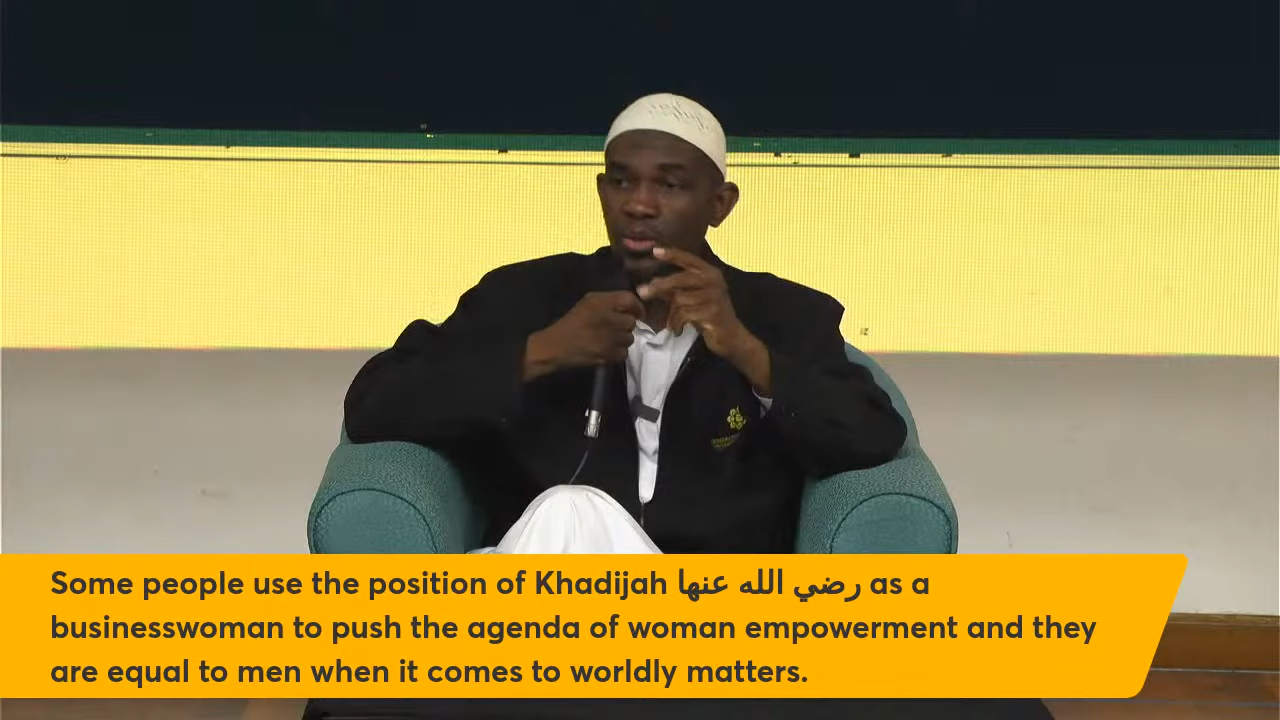 Some people use the position of Khadijah رضي الله عنها as a
businesswoman to push the agenda of woman empowerment and they
are equal to men when it comes to worldly matters.